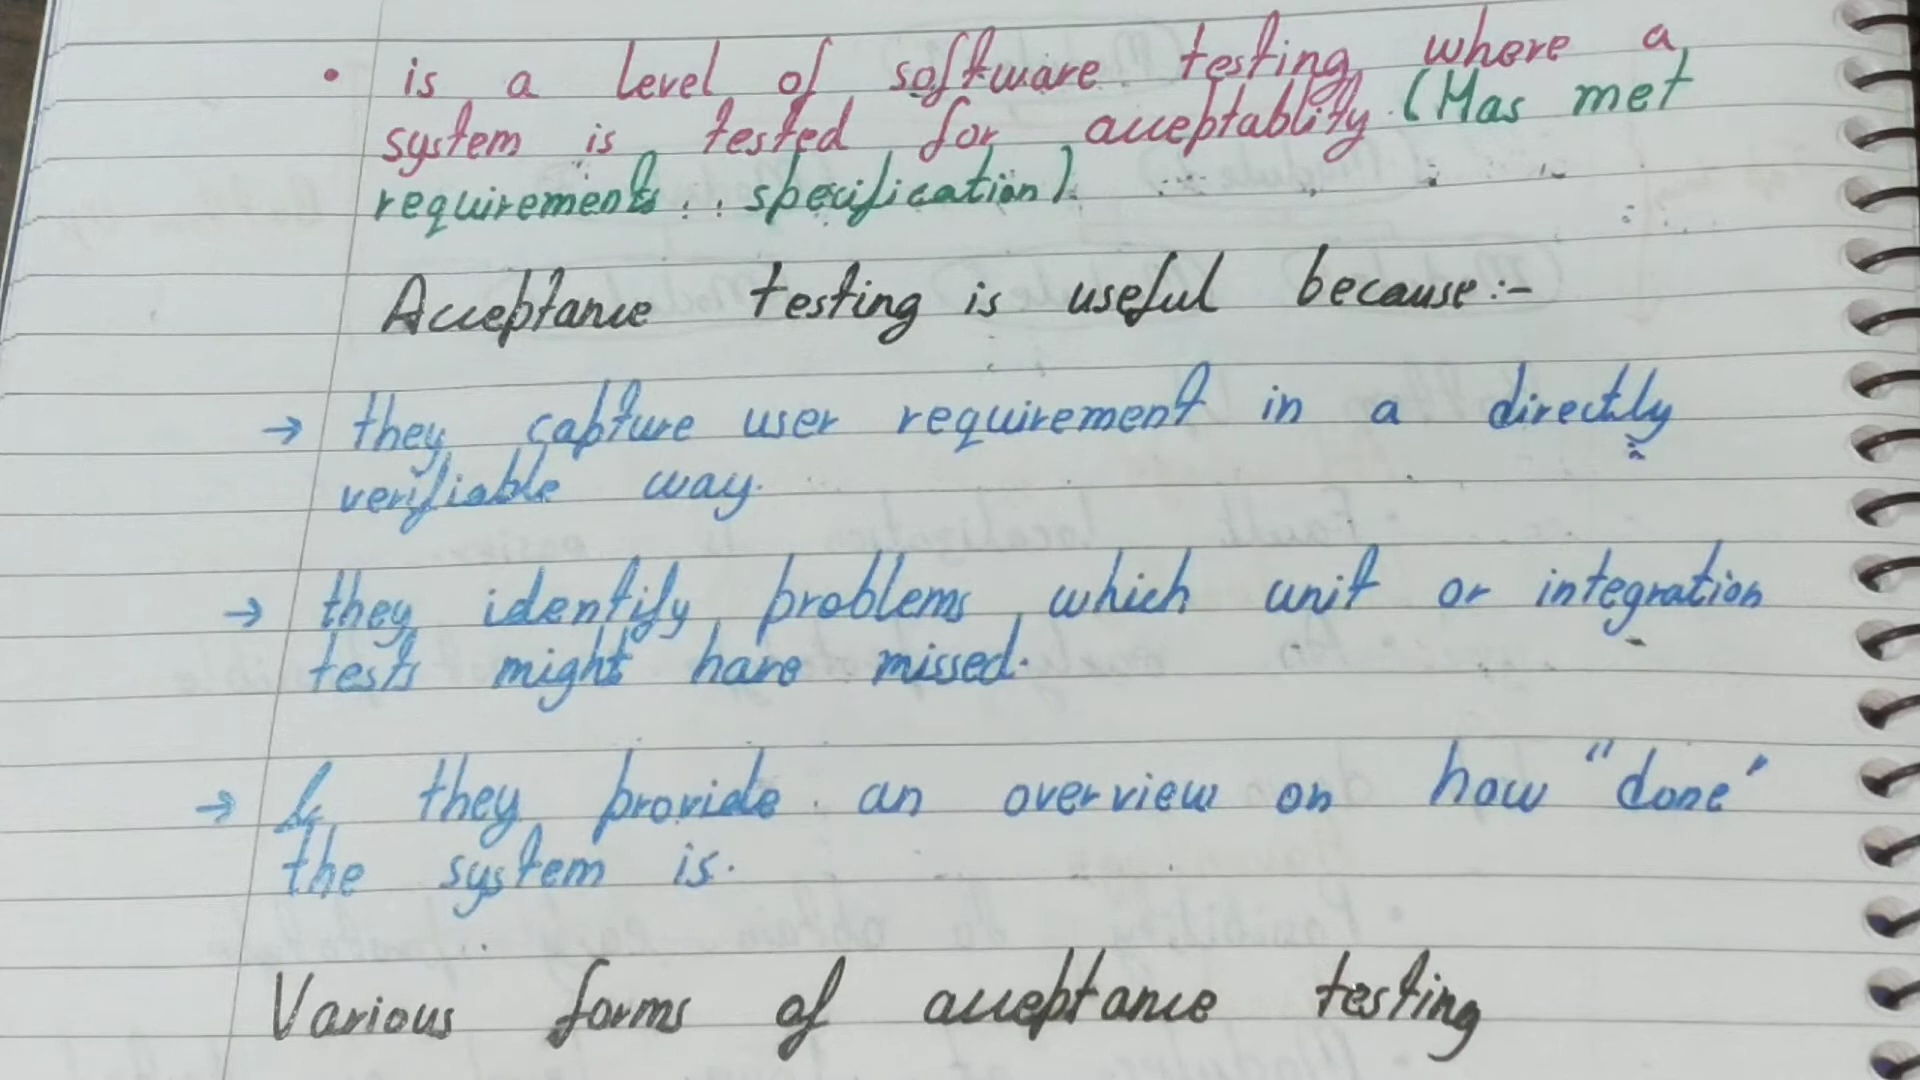 • is a level of software testing where a
system is tested for acceptablity. (Has met
requirements specification).
Acceptance testing is useful because:-
→ they capture user requirement in a directly
verifiable way.
→ they identify problems which unit or integration
tests might have missed.
→ they provide an overview on how "done"
the system is.
Various forms of acceptance testing